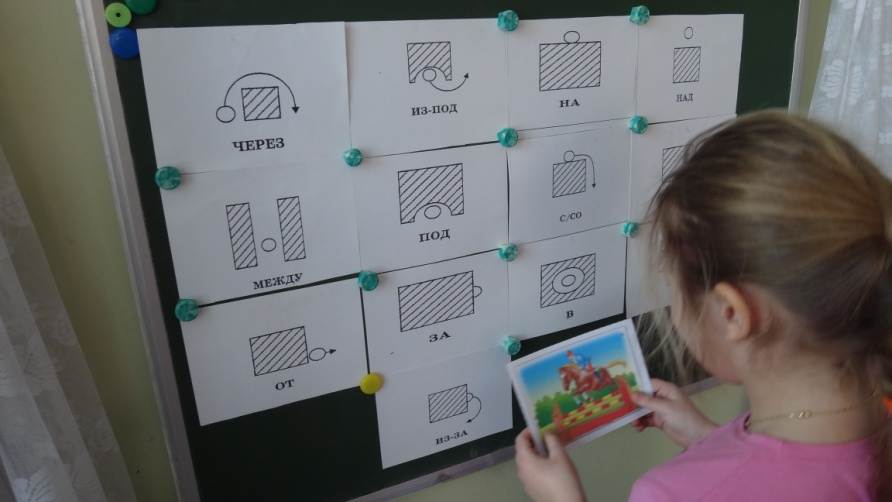 ЧЕРЕЗ
ИЗ-ПОД
НА
НАД
МЕЖДУ
ПОД
С/СО
ОТ
ЗА
В
ИЗ-ЗА